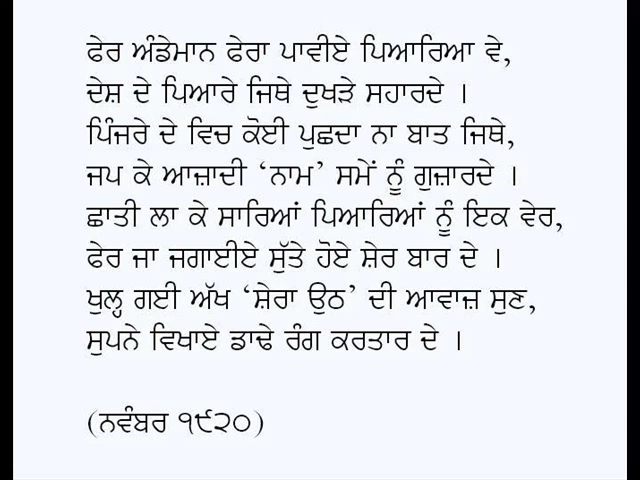 ਫੇਰ ਅੰਡੇਮਾਨ ਫੇਰਾ ਪਾਵੀਏ ਪਿਆਰਿਆ ਵੇ,
ਦੇਸ਼ ਦੇ ਪਿਆਰੇ ਜਿਥੇ ਦੁਖੜੇ ਸਹਾਰਦੇ ।
ਪਿੰਜਰੇ ਦੇ ਵਿਚ ਕੋਈ ਪੁਛਦਾ ਨਾ ਬਾਤ ਜਿਥੇ,
ਜਪ ਕੇ ਆਜ਼ਾਦੀ ‘ਨਾਮ’ ਸਮੇਂ ਨੂੰ ਗੁਜ਼ਾਰਦੇ ।
ਛਾਤੀ ਲਾ ਕੇ ਸਾਰਿਆਂ ਪਿਆਰਿਆਂ ਨੂੰ ਇਕ ਵੇਰ,
ਫੇਰ ਜਾ ਜਗਾਈਏ ਸੁੱਤੇ ਹੋਏ ਸ਼ੇਰ ਬਾਰ ਦੇ ।
ਖੁਲ੍ਹ ਗਈ ਅੱਖ ‘ਸ਼ੇਰਾ ਉਠ’ ਦੀ ਆਵਾਜ਼ ਸੁਣ,
ਸੁਪਨੇ ਵਿਖਾਏ ਡਾਢੇ ਰੰਗ ਕਰਤਾਰ ਦੇ ।
(ਨਵੰਬਰ ੧੯੨੦)